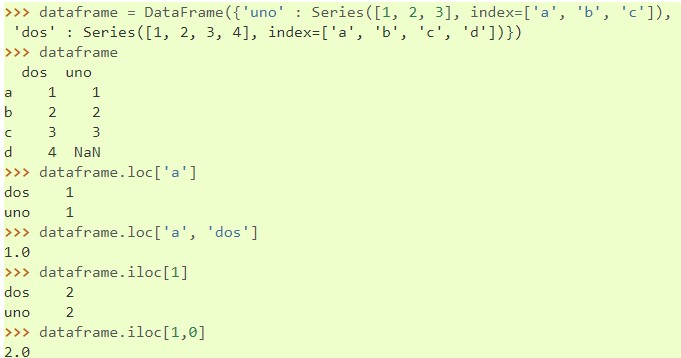 >>> dataframe = DataFrame({'uno' : Series([1, 2, 3], index=['a', 'b', 'c']),
 'dos' : Series([1, 2, 3, 4], index=['a', 'b', 'c', 'd'])})
>>> dataframe
  dos  uno
a    1    1
b    2    2
c    3    3
d    4  NaN
>>> dataframe.loc['a']
dos    1
uno    1
>>> dataframe.loc['a', 'dos']
1.0
>>> dataframe.iloc[1]
dos    2
uno    2
>>> dataframe.iloc[1,0]
2.0